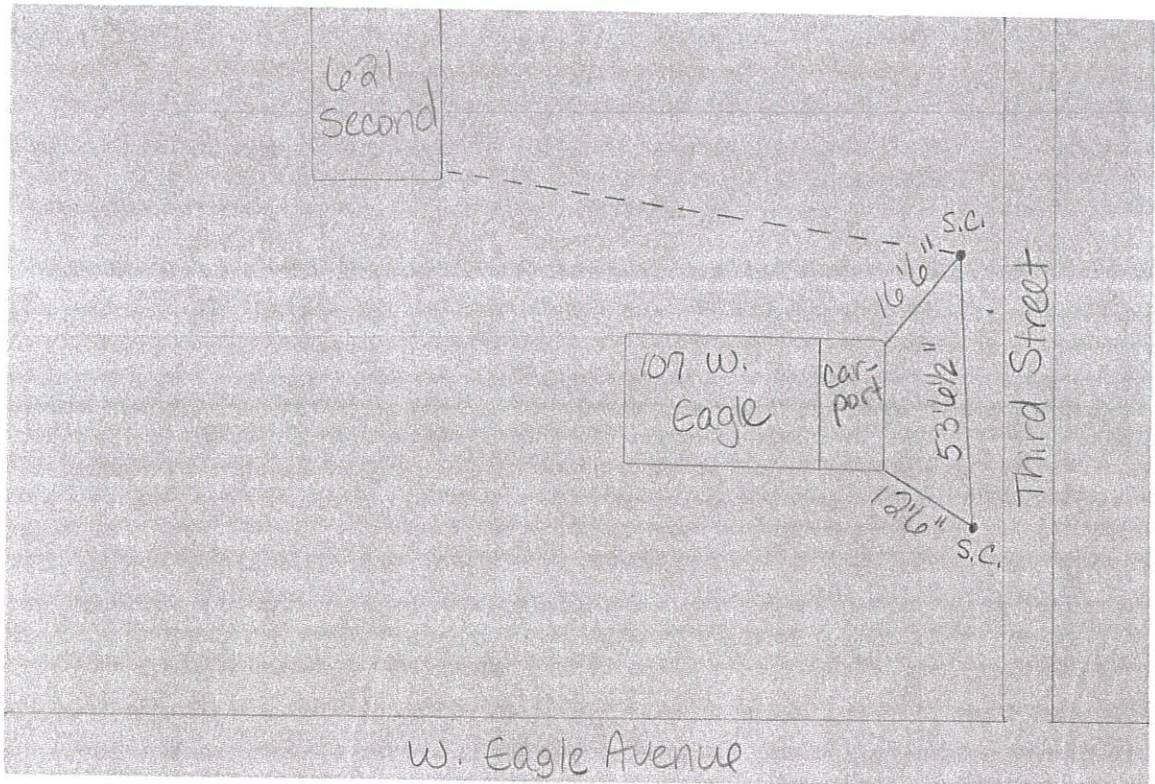 621
Second
S.C.
16'6"
107 W.
Eagle
car-
port
53'6½"
Third Street
12'6"
S.C.
W. Eagle Avenue